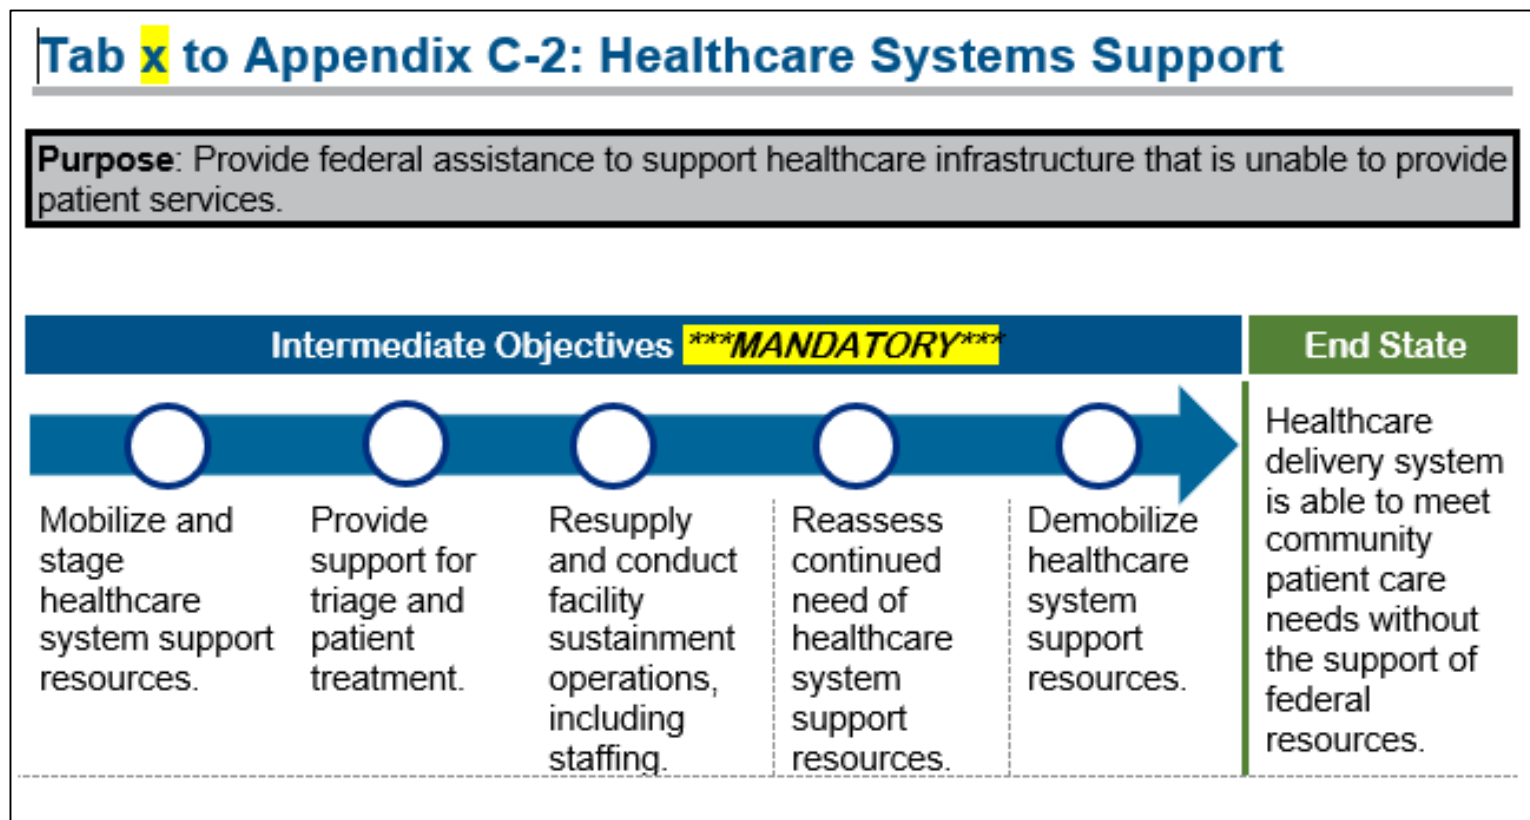 Tab x to Appendix C-2: Healthcare Systems Support
Purpose: Provide federal assistance to support healthcare infrastructure that is unable to provide
patient services.
Intermediate Objectives ***MANDATORY***
End State
Mobilize and
stage
healthcare
system support
resources.
Provide
support for
triage and
patient
treatment.
Resupply
and conduct
facility
sustainment
operations,
including
staffing.
Reassess
continued
need of
healthcare
system
support
resources.
Demobilize
healthcare
system
support
resources.
Healthcare
delivery system
is able to meet
community
patient care
needs without
the support of
federal
resources.